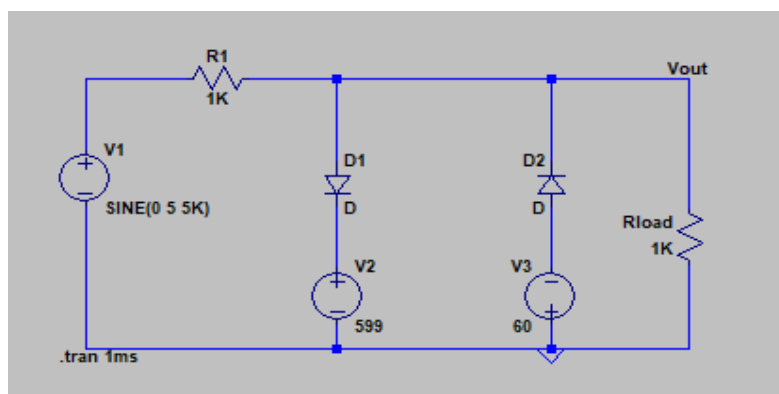 R1
1K
Vout
V1
SINE(0 5 5K)
D1
D
D2
D
Rload
1K
V2
599
V3
60
.tran 1ms